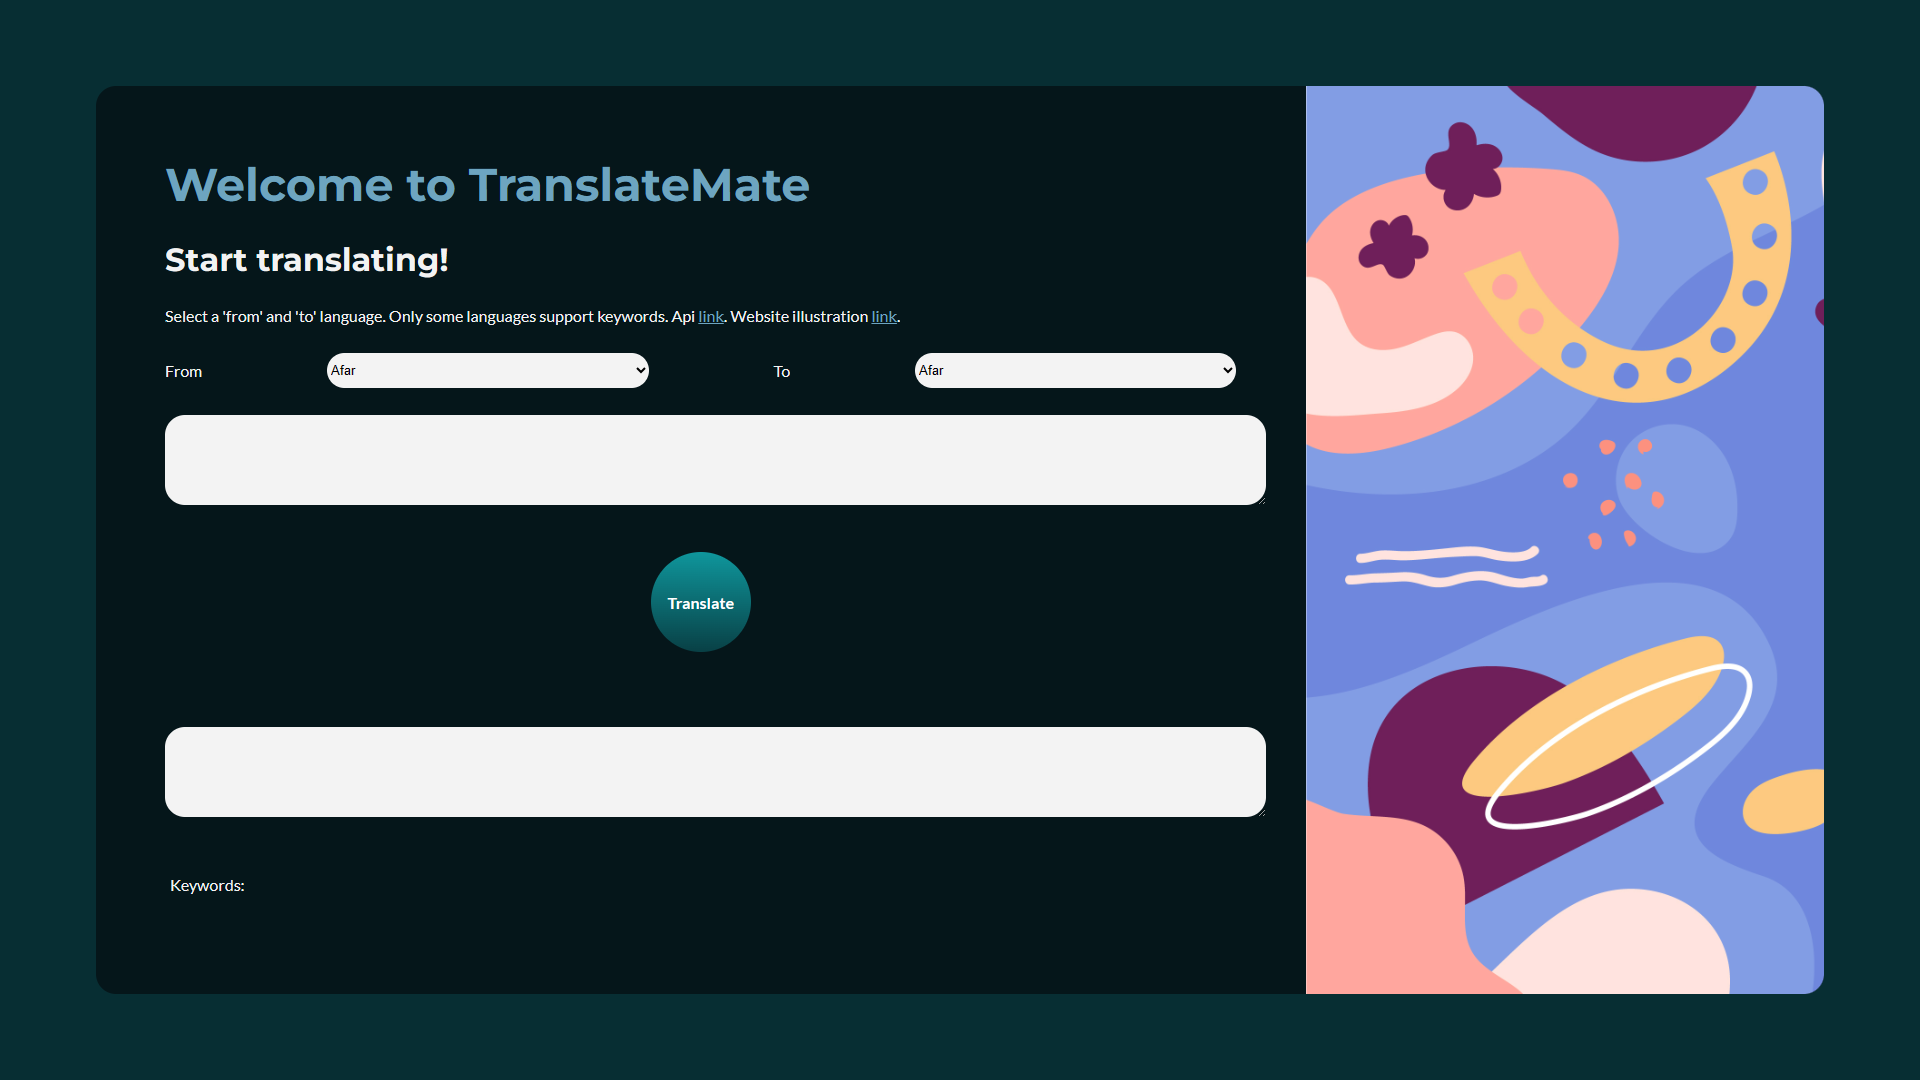 Welcome to TranslateMate
Start translating!
Select a 'from' and 'to' language. Only some languages support keywords. Api link. Website illustration link.
From Afar To Afar
Translate
Keywords: